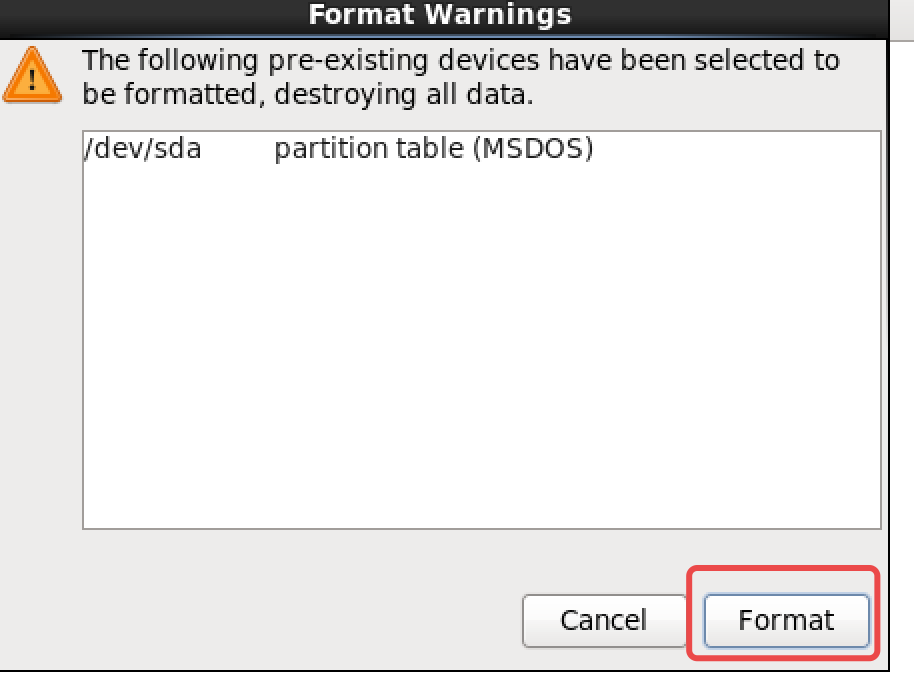 Format Warnings
The following pre-existing devices have been selected to
be formatted, destroying all data.
/dev/sda partition table (MSDOS)
Cancel Format